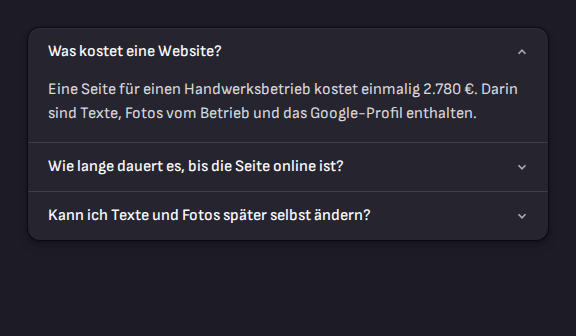 Was kostet eine Website?
Eine Seite für einen Handwerksbetrieb kostet einmalig 2.780 €. Darin
sind Texte, Fotos vom Betrieb und das Google-Profil enthalten.
Wie lange dauert es, bis die Seite online ist?
Kann ich Texte und Fotos später selbst ändern?